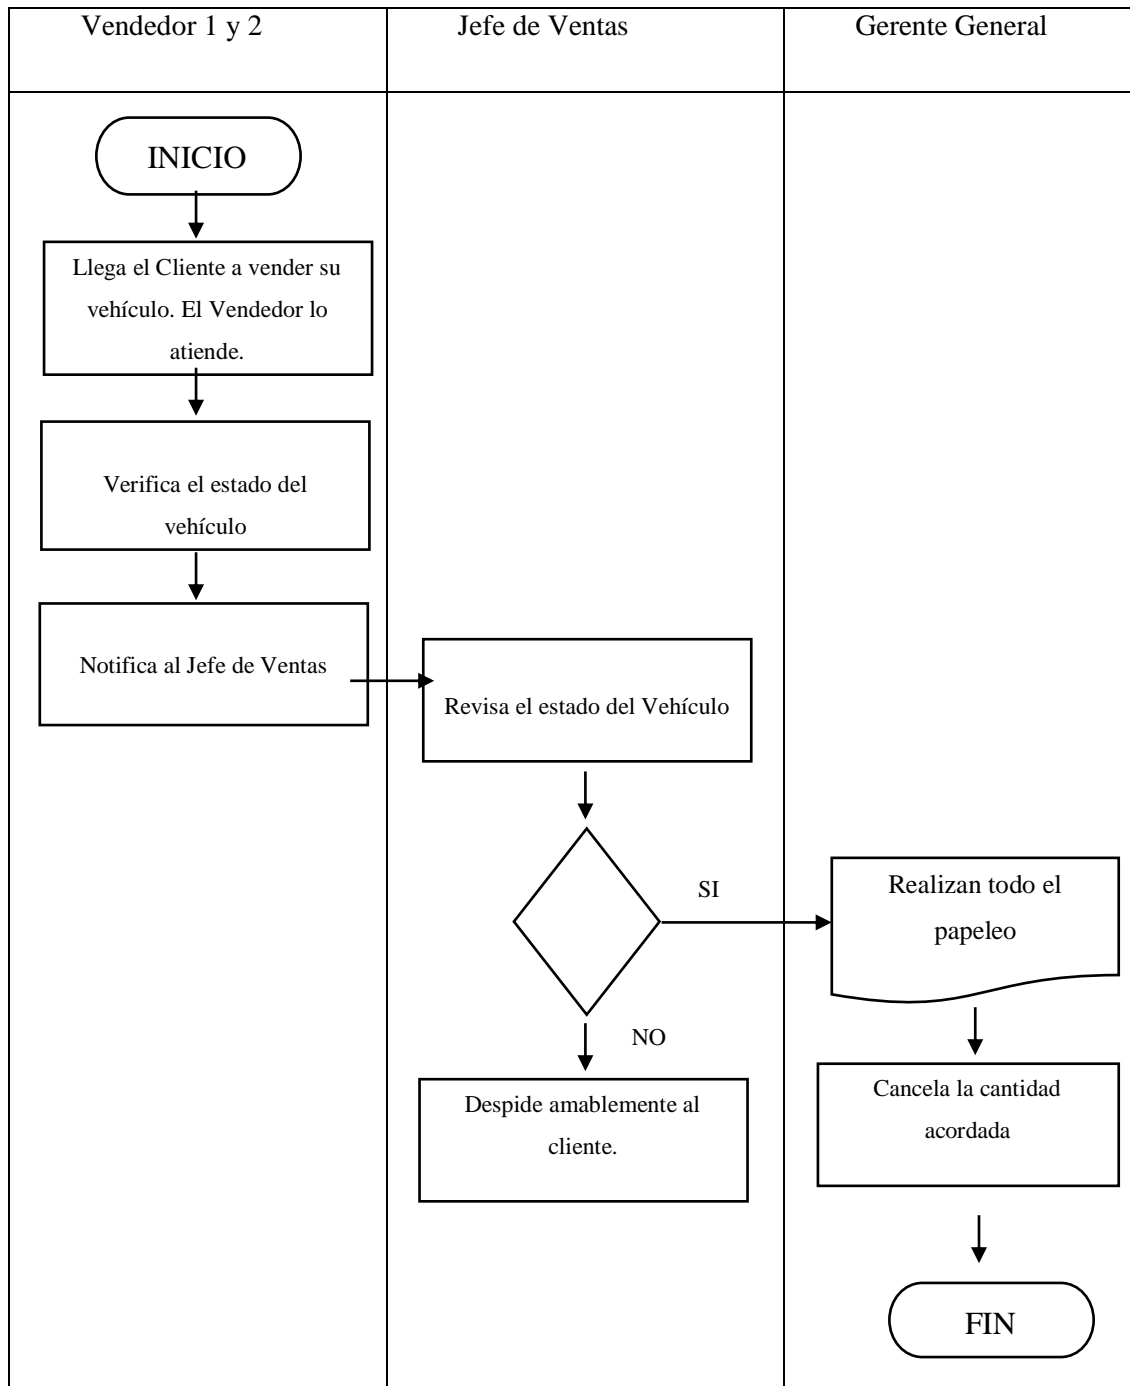 Vendedor 1 y 2
Jefe de Ventas
Gerente General
INICIO
Llega el Cliente a vender su
vehículo. El Vendedor lo
atiende.
Verifica el estado del
vehículo
Notifica al Jefe de Ventas
Revisa el estado del Vehículo
SI
Realizan todo el
papeleo
NO
Despide amablemente al
cliente.
Cancela la cantidad
acordada
FIN